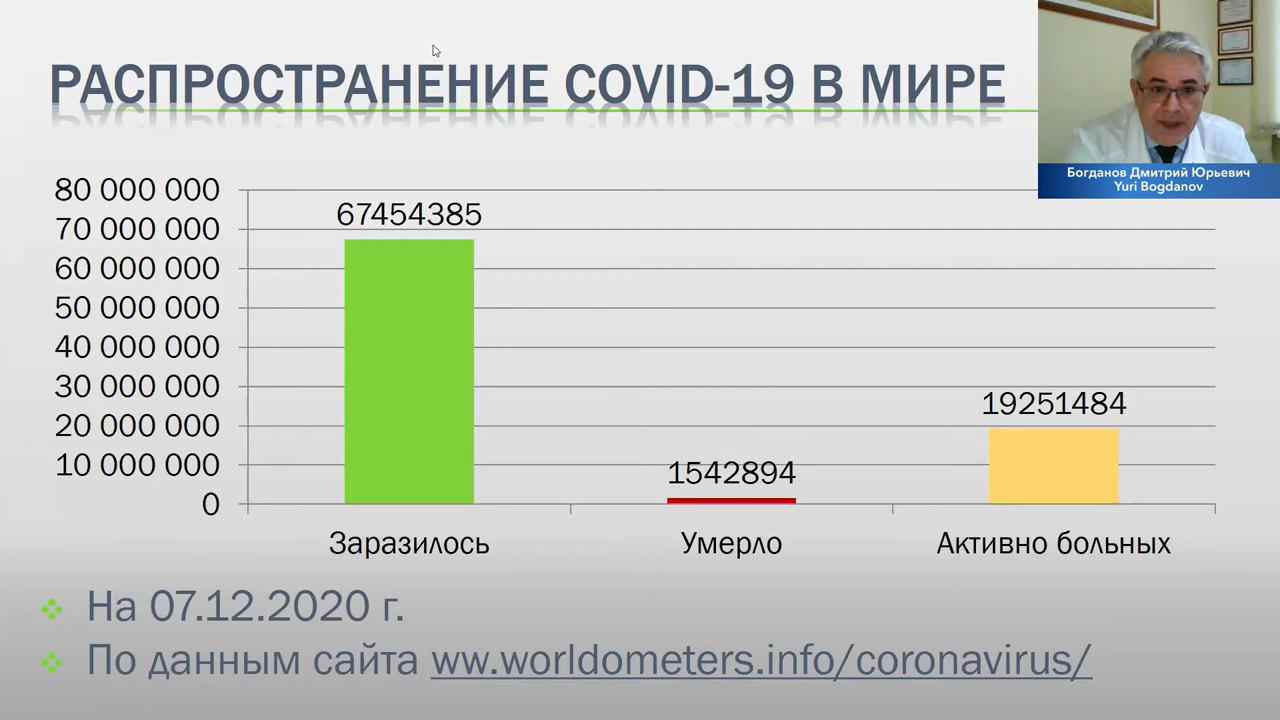 РАСПРОСТРАНЕНИЕ COVID-19 В МИРЕ
Богданов Дмитрий Юрьевич
Yuri Bogdanov
80 000 000
70 000 000
60 000 000
50 000 000
40 000 000
30 000 000
20 000 000
10 000 000
0
67454385
1542894
19251484
Заразилось
Умерло
Активно больных
На 07.12.2020 г.
По данным сайта ww.worldometers.info/coronavirus/